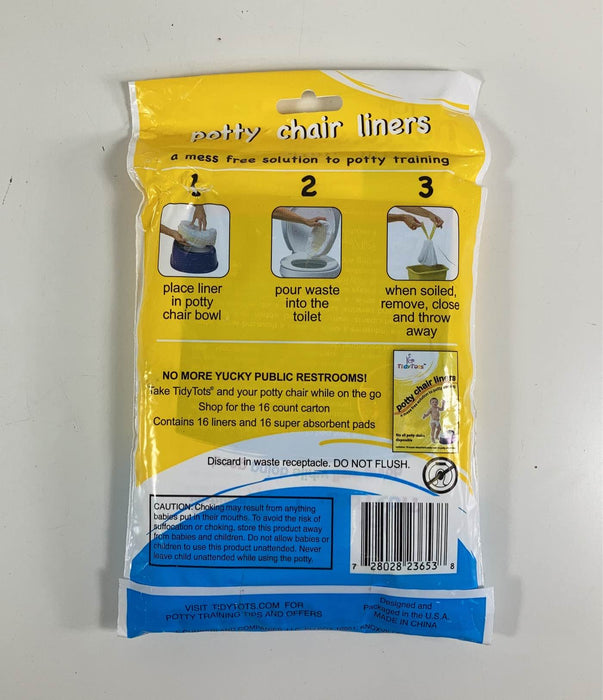 potty chair liners
a mess free solution to potty training
1
2
3
place liner
in potty
chair bowl
pour waste
into the
toilet
when soiled,
remove, close
and throw
away
NO MORE YUCKY PUBLIC RESTROOMS!
Take TidyTots® and your potty chair while on the go
Shop for the 16 count carton
Contains 16 liners and 16 super absorbent pads
TidyTots™
potty chair liners
Discard in waste receptacle. DO NOT FLUSH.
CAUTION: Choking may result from anything
babies put in their mouths. To avoid the risk of
suffocation or choking, store this product away
from babies and children. Do not allow babies or
children to use this product unattended. Never
leave child unattended while using the potty.
7 28028 23653 8
VISIT TIDYTOTS.COM FOR
POTTY TRAINING TIPS AND OFFERS
Designed and
Packaged in the U.S.A.
MADE IN CHINA